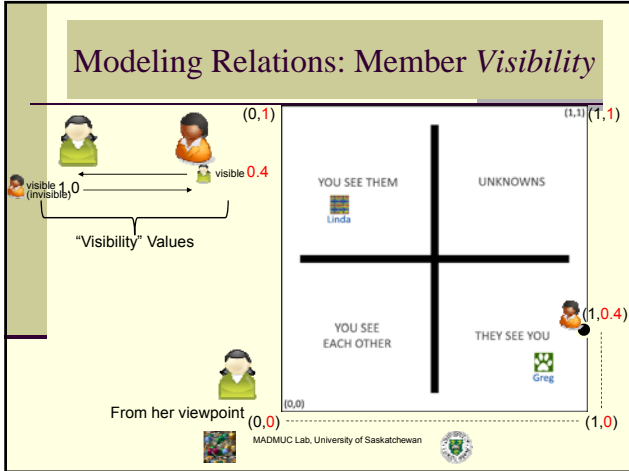 Modeling Relations: Member Visibility
(0,1)
(1,1)
(1,1)
visible 0.4
visible 1,0
(invisible)
"Visibility" Values
YOU SEE THEM
UNKNOWNS
Linda
(1,0.4)
YOU SEE
EACH OTHER
THEY SEE YOU
Greg
(0,0)
From her viewpoint
(0,0)
(1,0)
MADMUC Lab, University of Saskatchewan